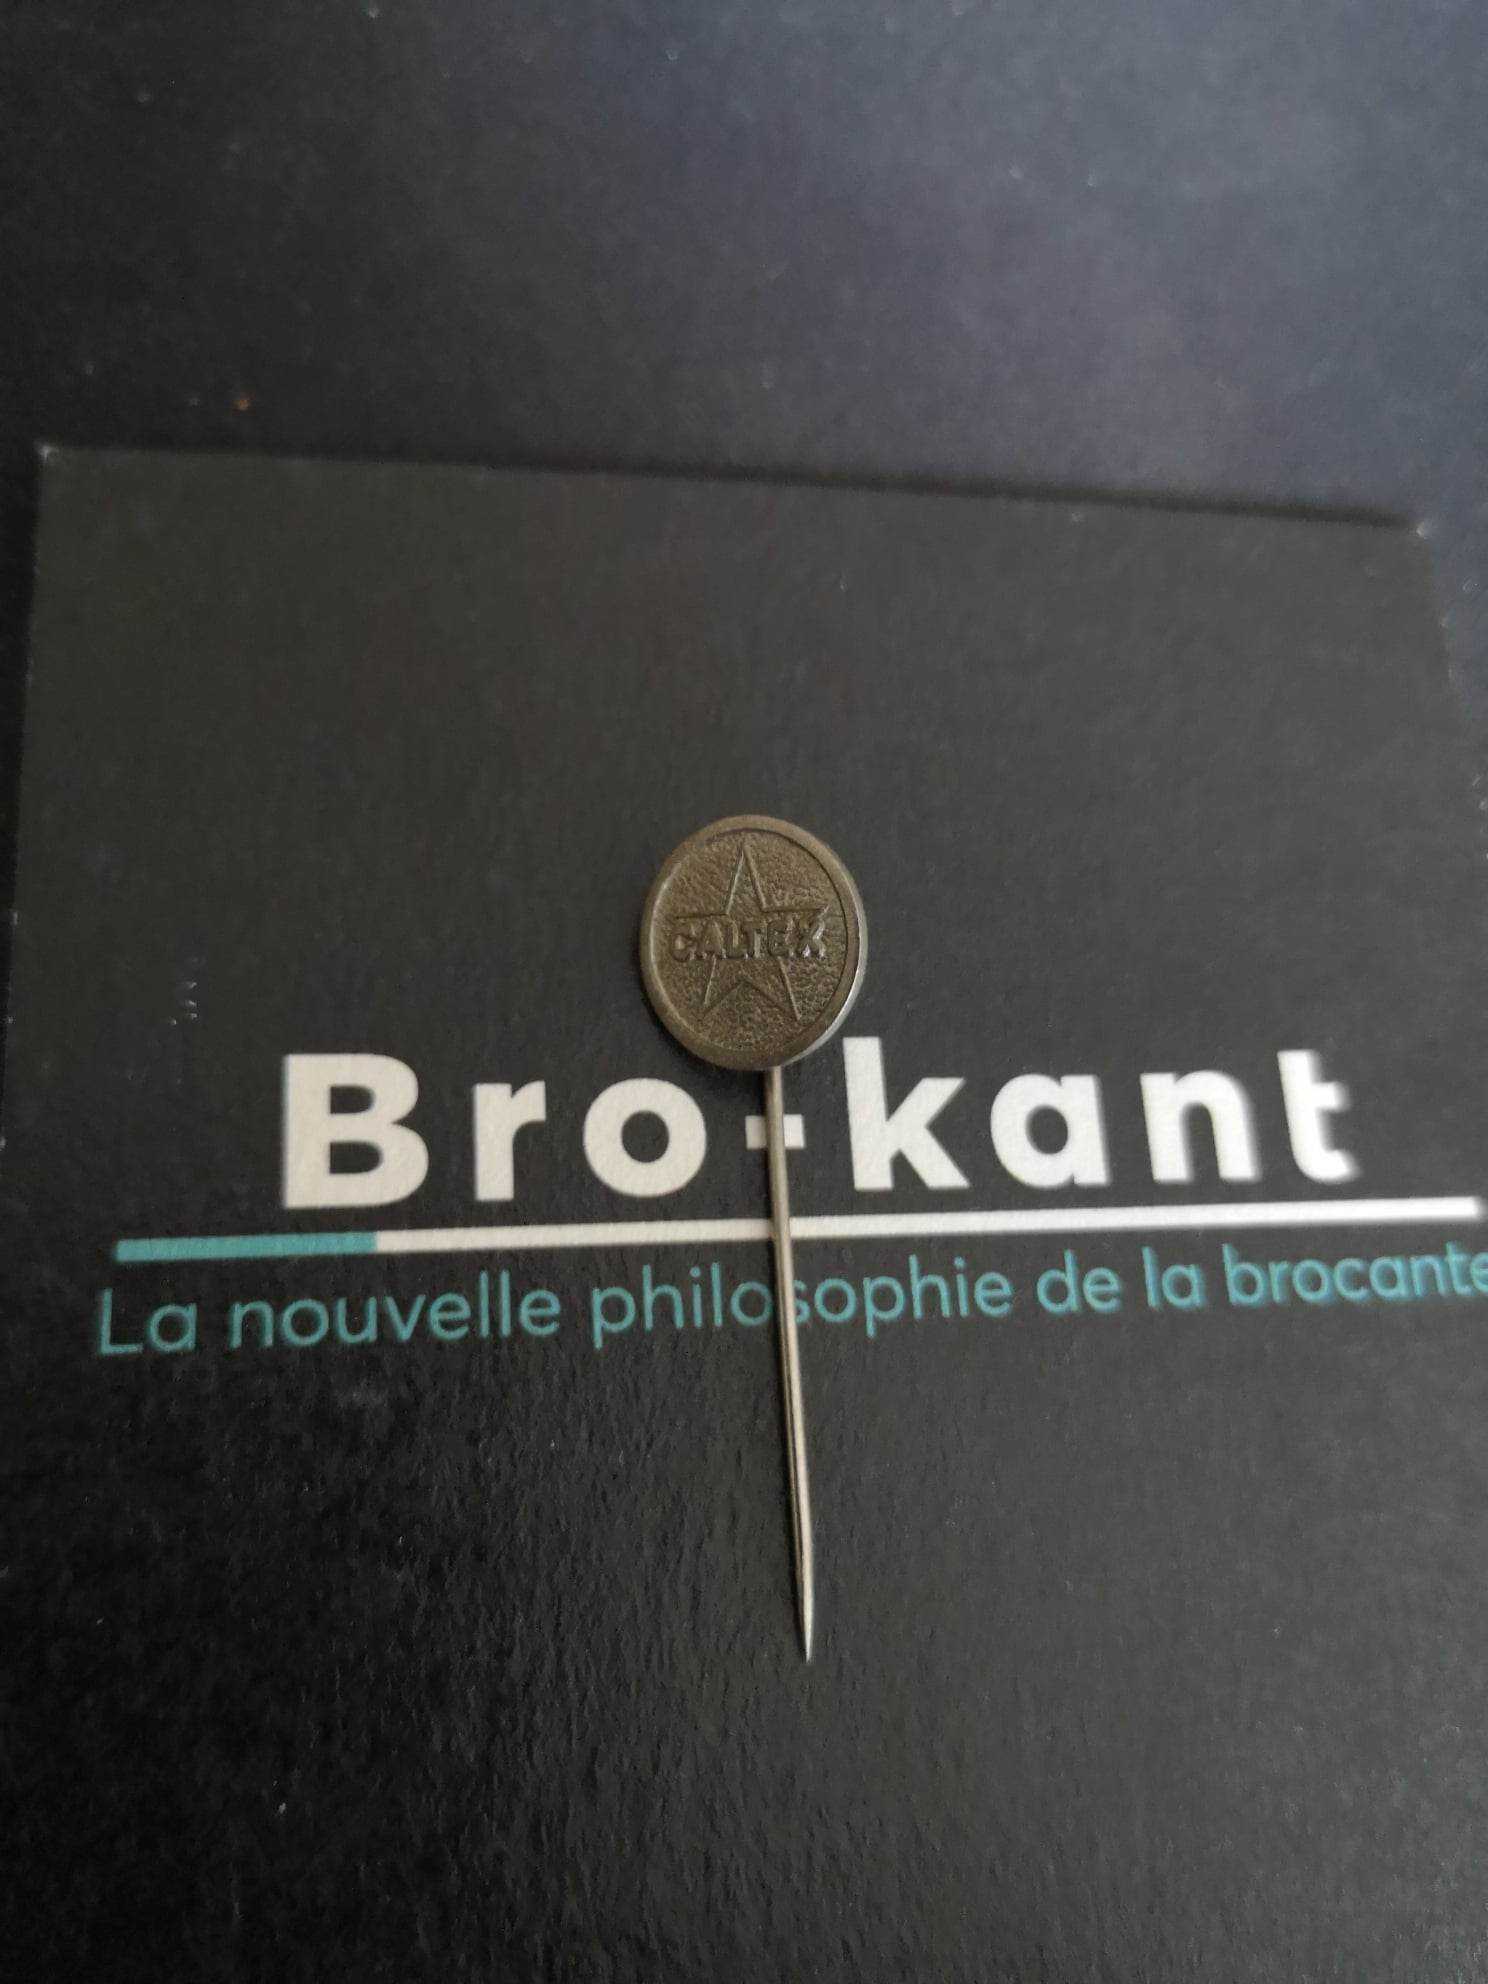 CALTEX
Bro-kant
La nouvelle philosophie de la brocante